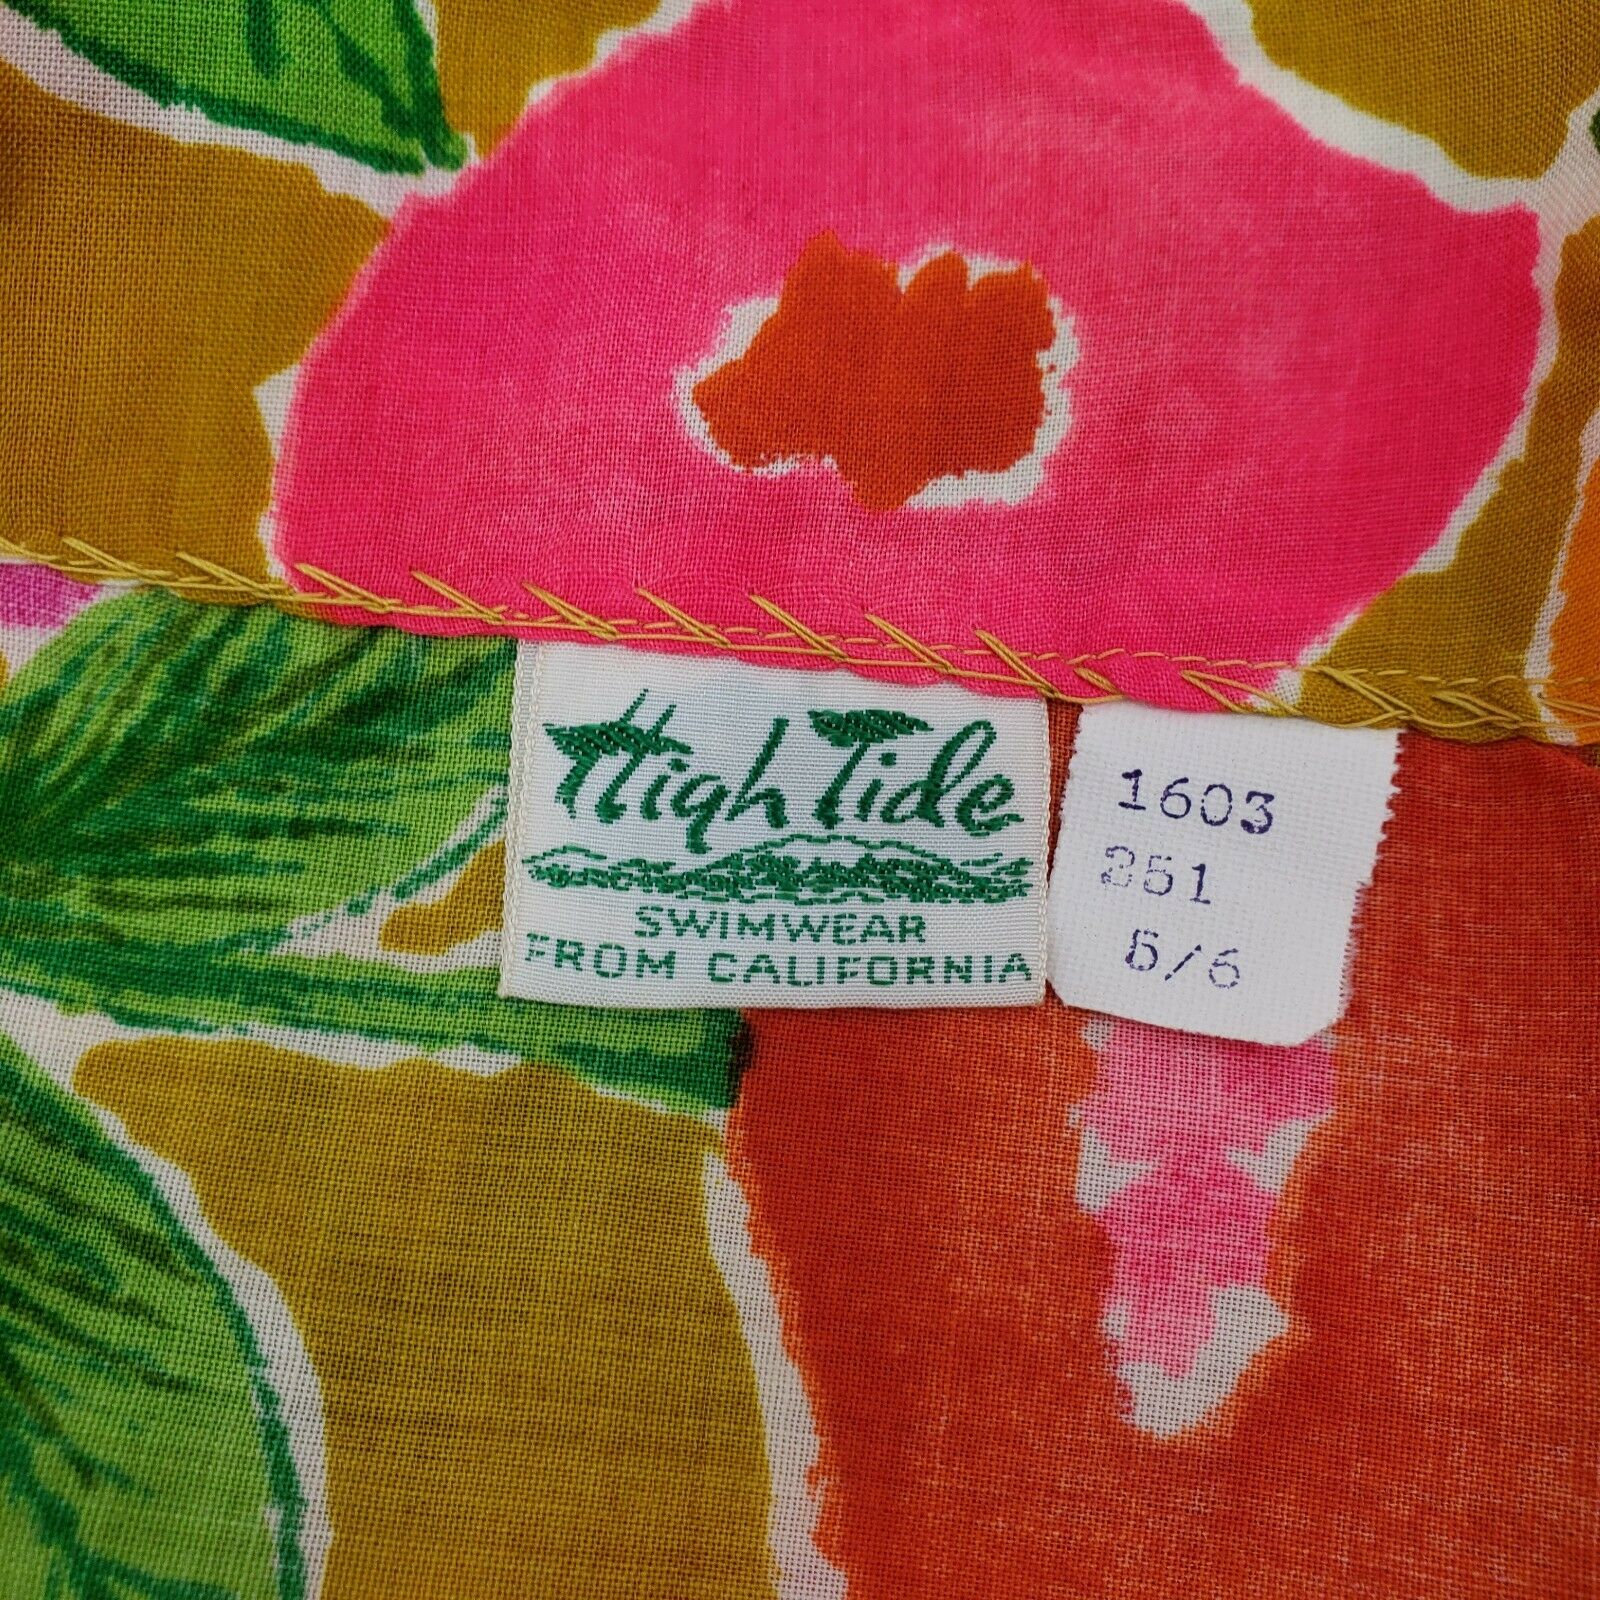 High Tide
SWIMWEAR
FROM CALIFORNIA
1603
251
5/6